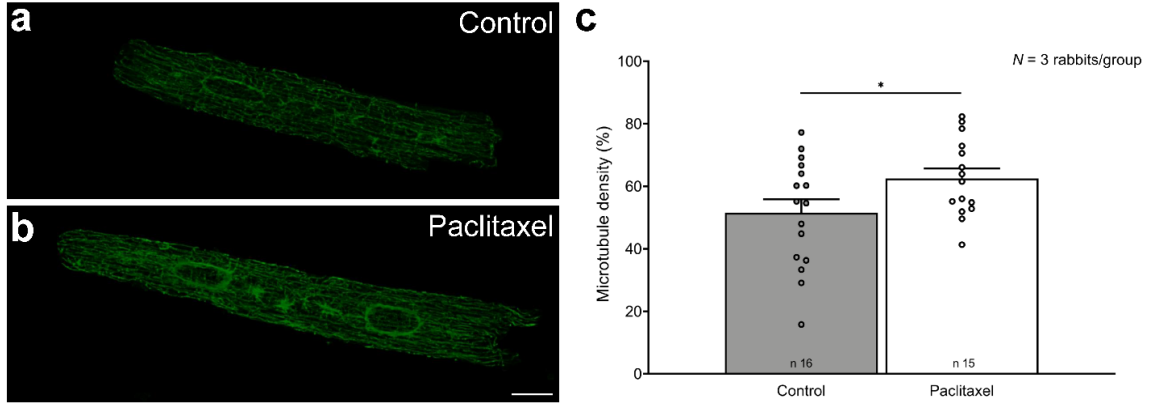 a
Control
b
Paclitaxel
c
N = 3 rabbits/group
*
Microtubule density (%)
100
80
60
40
20
0
n 16
n 15
Control
Paclitaxel